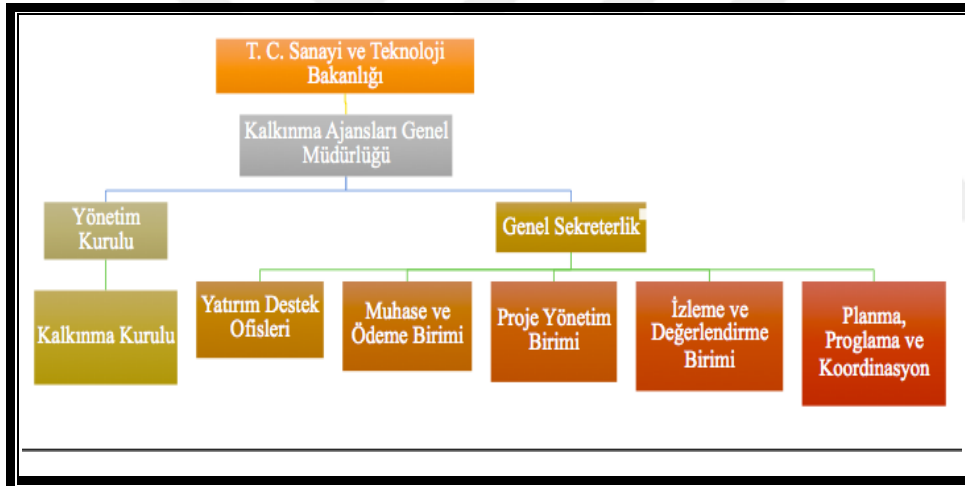 T. C. Sanayi ve Teknoloji
Bakanlığı
Kalkınma Ajansları Genel
Müdürlüğü
Yönetim
Kurulu
Genel Sekreterlik
Kalkınma Kurulu
Yatırım Destek
Ofisleri
Muhase ve
Ödeme Birimi
Proje Yönetim
Birimi
İzleme ve
Değerlendirme
Birimi
Planma,
Proglama ve
Koordinasyon